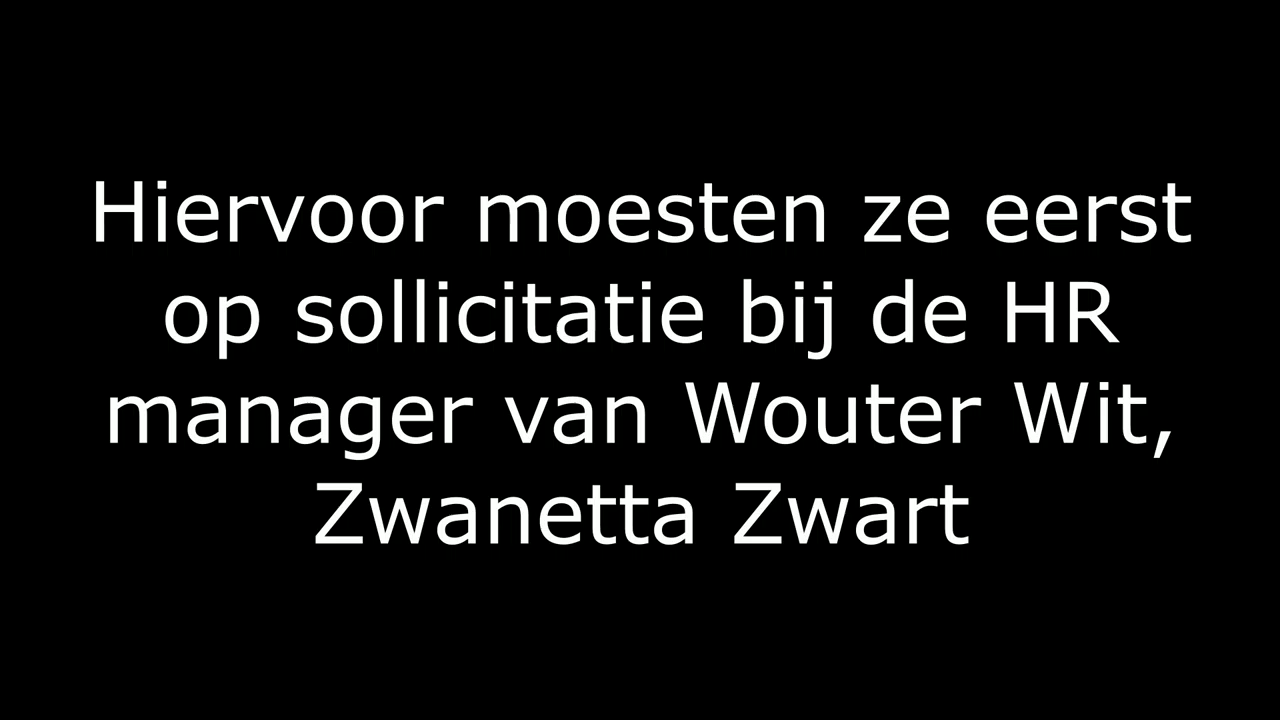 Hiervoor moesten ze eerst
op sollicitatie bij de HR
manager van Wouter Wit,
Zwanetta Zwart